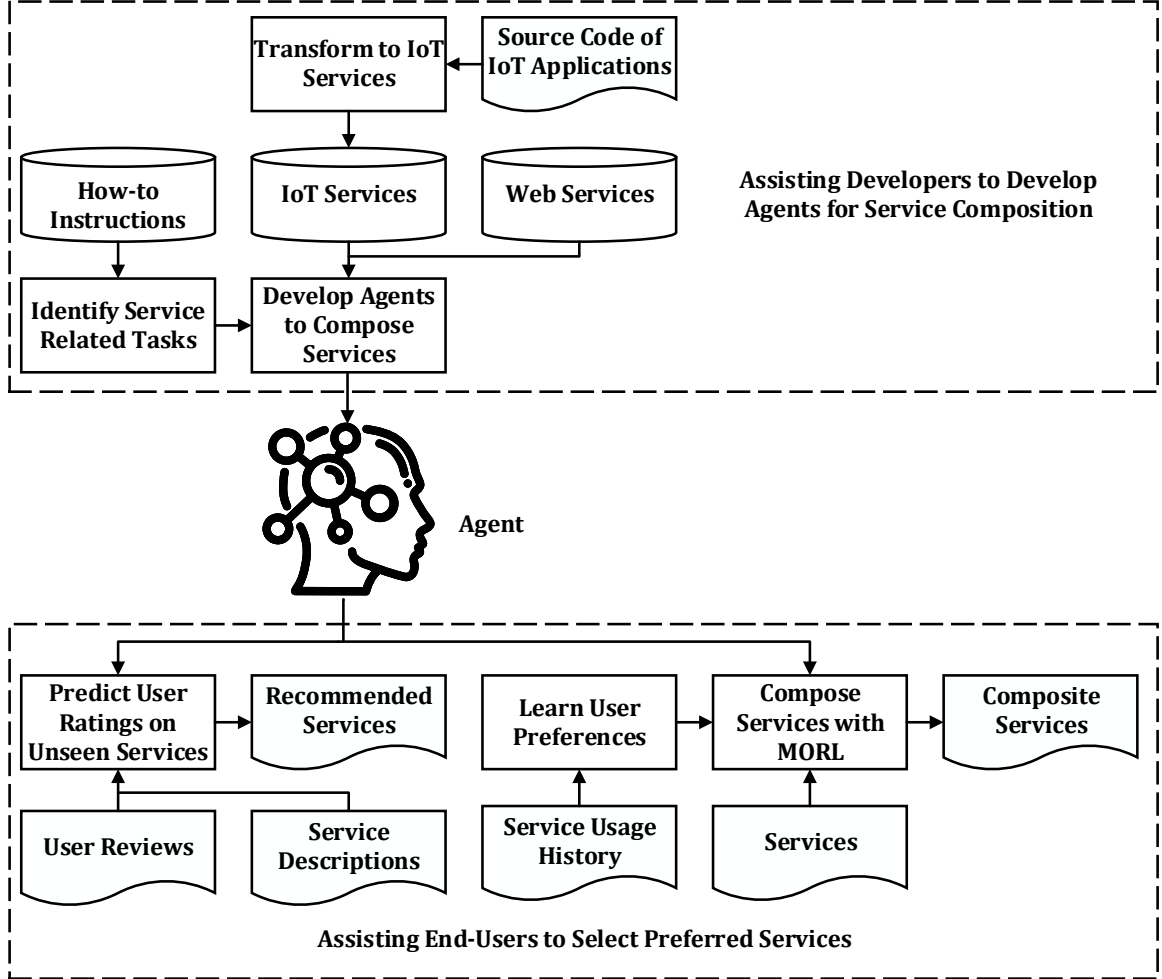 Transform to IoT
Services
Source Code of
IoT Applications
How-to
Instructions
IoT Services
Web Services
Assisting Developers to Develop
Agents for Service Composition
Identify Service
Related Tasks
Develop Agents
to Compose
Services
Agent
Predict User
Ratings on
Unseen Services
Recommended
Services
Learn User
Preferences
Compose
Services with
MORL
Composite
Services
User Reviews
Service
Descriptions
Service Usage
History
Services
Assisting End-Users to Select Preferred Services